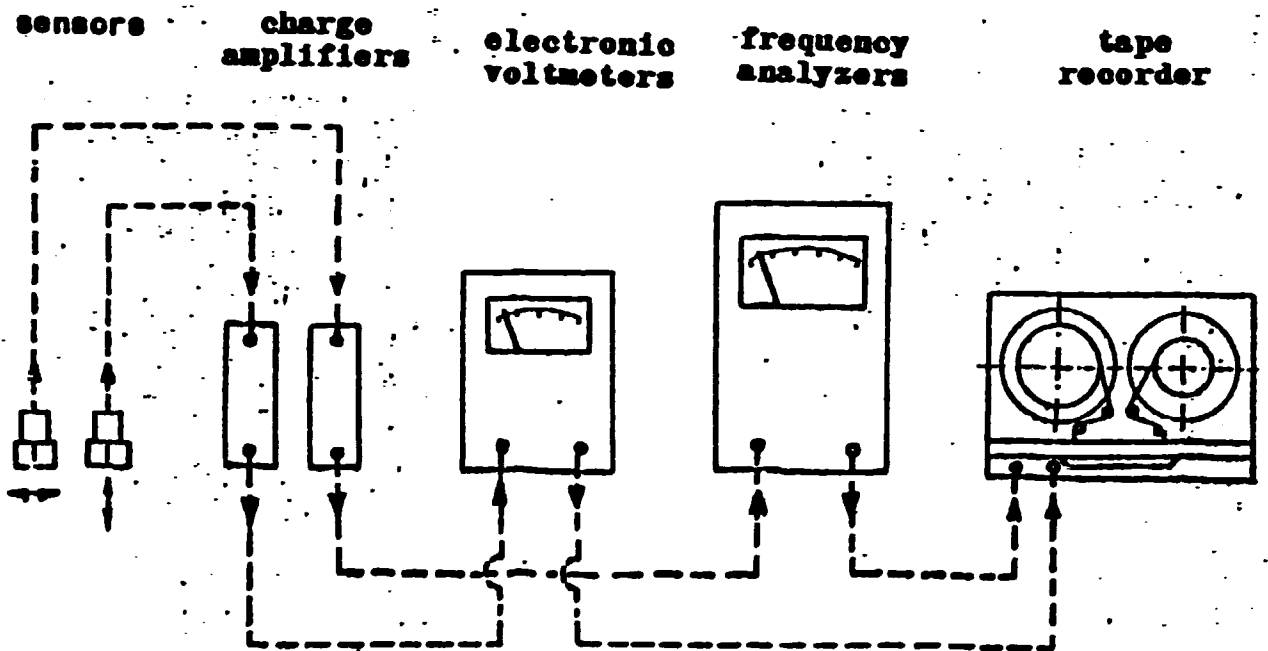 sensors
charge
amplifiers
electronic
voltmeters
frequency
analyzers
tape
recorder